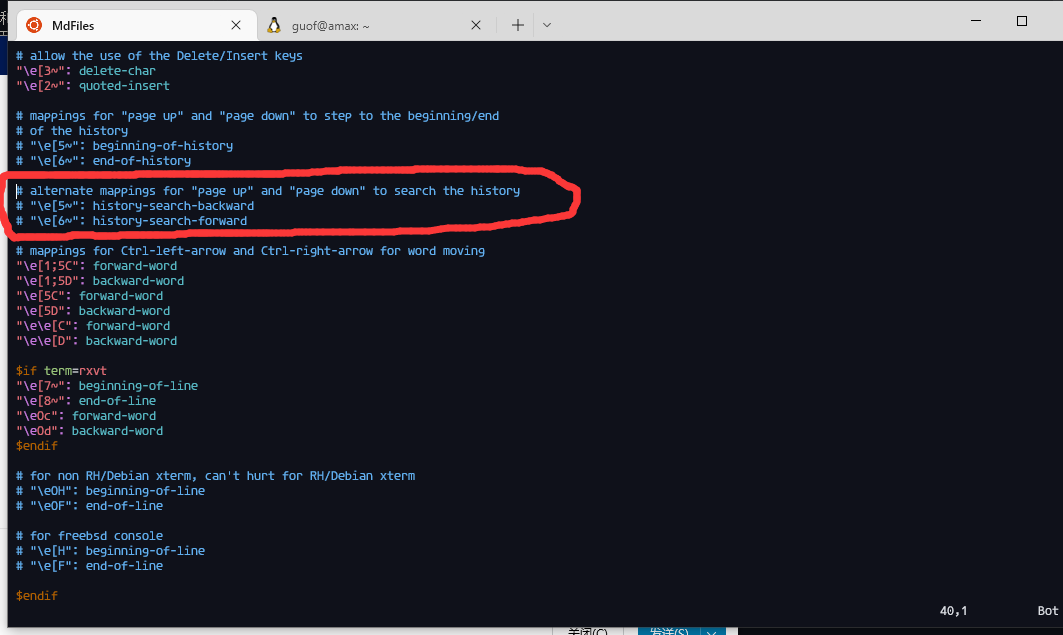 MdFiles
guof@amax: ~
# allow the use of the Delete/Insert keys
"\e[3~": delete-char
"\e[2~": quoted-insert
# mappings for "page up" and "page down" to step to the beginning/end
# of the history
# "\e[5~": beginning-of-history
# "\e[6~": end-of-history
# alternate mappings for "page up" and "page down" to search the history
# "\e[5~": history-search-backward
# "\e[6~": history-search-forward
# mappings for Ctrl-left-arrow and Ctrl-right-arrow for word moving
"\e[1;5C": forward-word
"\e[1;5D": backward-word
"\e[5C": forward-word
"\e[5D": backward-word
"\e\e[C": forward-word
"\e\e[D": backward-word
$if term=rxvt
"\e[7~": beginning-of-line
"\e[8~": end-of-line
"\eOc": forward-word
"\eOd": backward-word
$endif
# for non RH/Debian xterm, can't hurt for RH/Debian xterm
# "\eOH": beginning-of-line
# "\eOF": end-of-line
# for freebsd console
# "\e[H": beginning-of-line
# "\e[F": end-of-line
$endif
40,1 Bot
关闭(C) 发送(S)